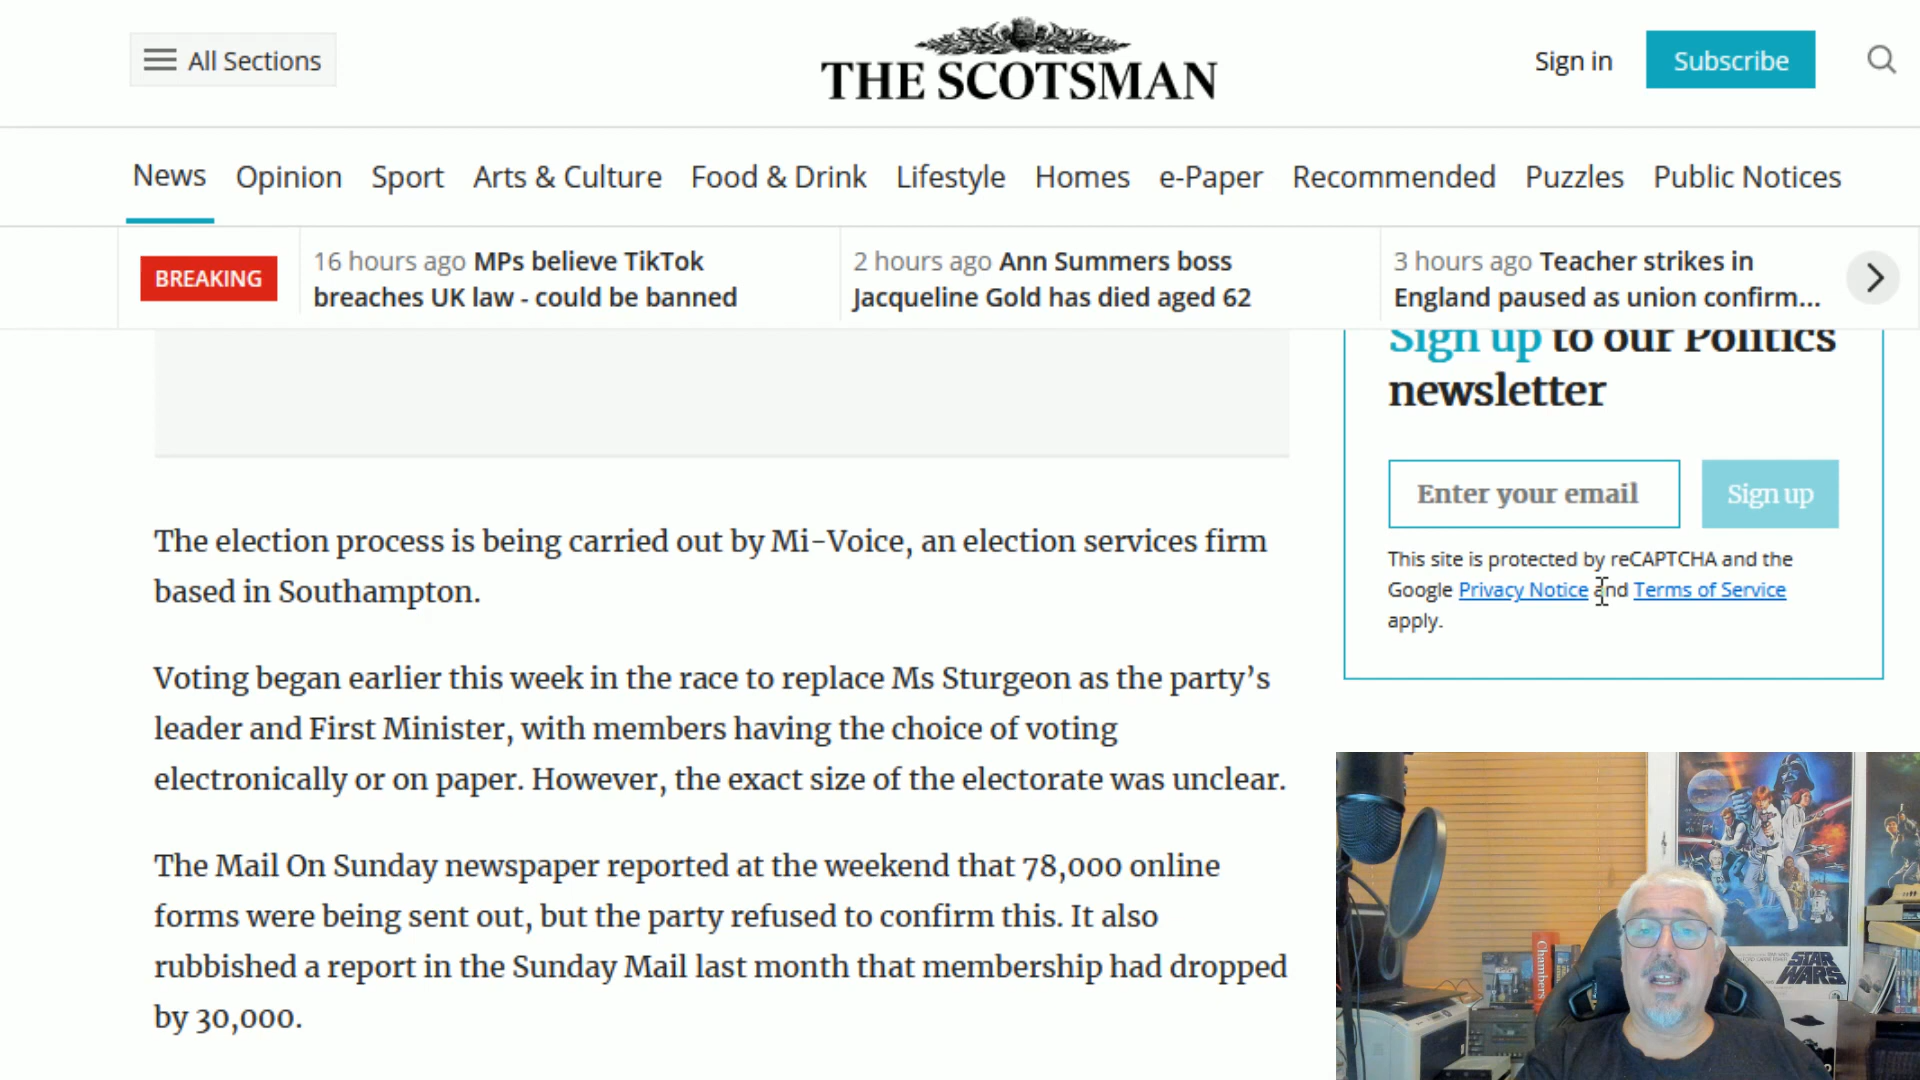 All Sections
THE SCOTSMAN
Sign in
Subscribe
News Opinion Sport Arts & Culture Food & Drink Lifestyle Homes e-Paper Recommended Puzzles Public Notices
BREAKING
16 hours ago MPs believe TikTok
breaches UK law - could be banned
2 hours ago Ann Summers boss
Jacqueline Gold has died aged 62
3 hours ago Teacher strikes in
England paused as union confirm...
The election process is being carried out by Mi-Voice, an election services firm
based in Southampton.
Voting began earlier this week in the race to replace Ms Sturgeon as the party’s
leader and First Minister, with members having the choice of voting
electronically or on paper. However, the exact size of the electorate was unclear.
The Mail On Sunday newspaper reported at the weekend that 78,000 online
forms were being sent out, but the party refused to confirm this. It also
rubbished a report in the Sunday Mail last month that membership had dropped
by 30,000.
Sign up to our Politics
newsletter
Enter your email
Sign up
This site is protected by reCAPTCHA and the
Google Privacy Notice and Terms of Service
apply.
Chambers
STAR
WARS